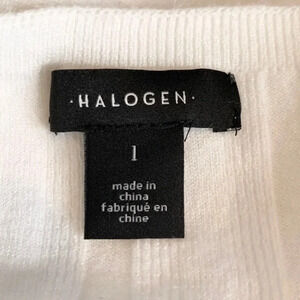 ·HALOGEN·
1
made in
china
fabriqué en
chine